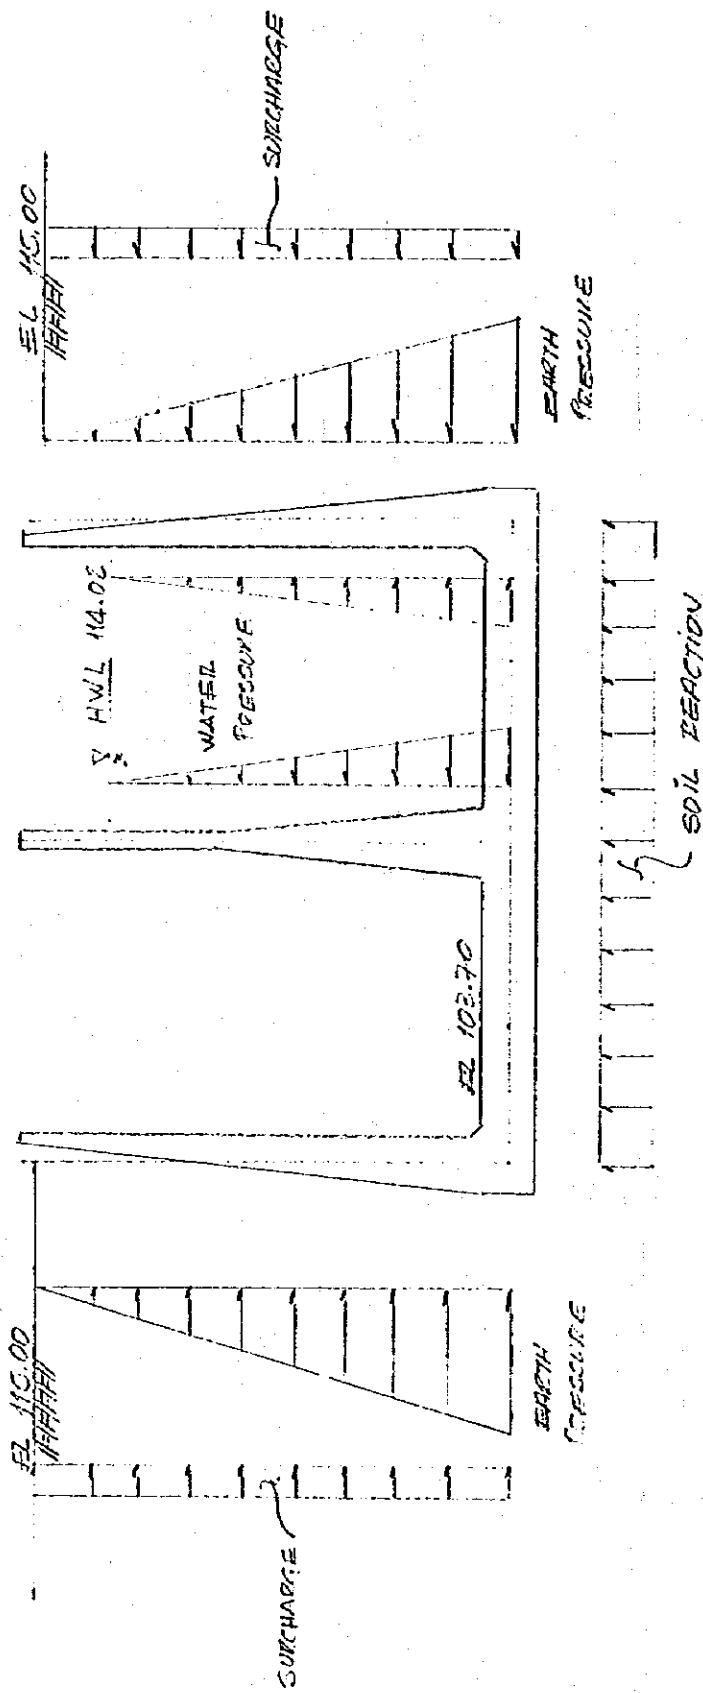 EL 115.00
SURCHARGE
EARTH
PRESSURE
HWL 114.02
WATER
PRESSURE
EL 103.70
EL 115.00
SURCHARGE
EARTH
PRESSURE
SOIL REACTION